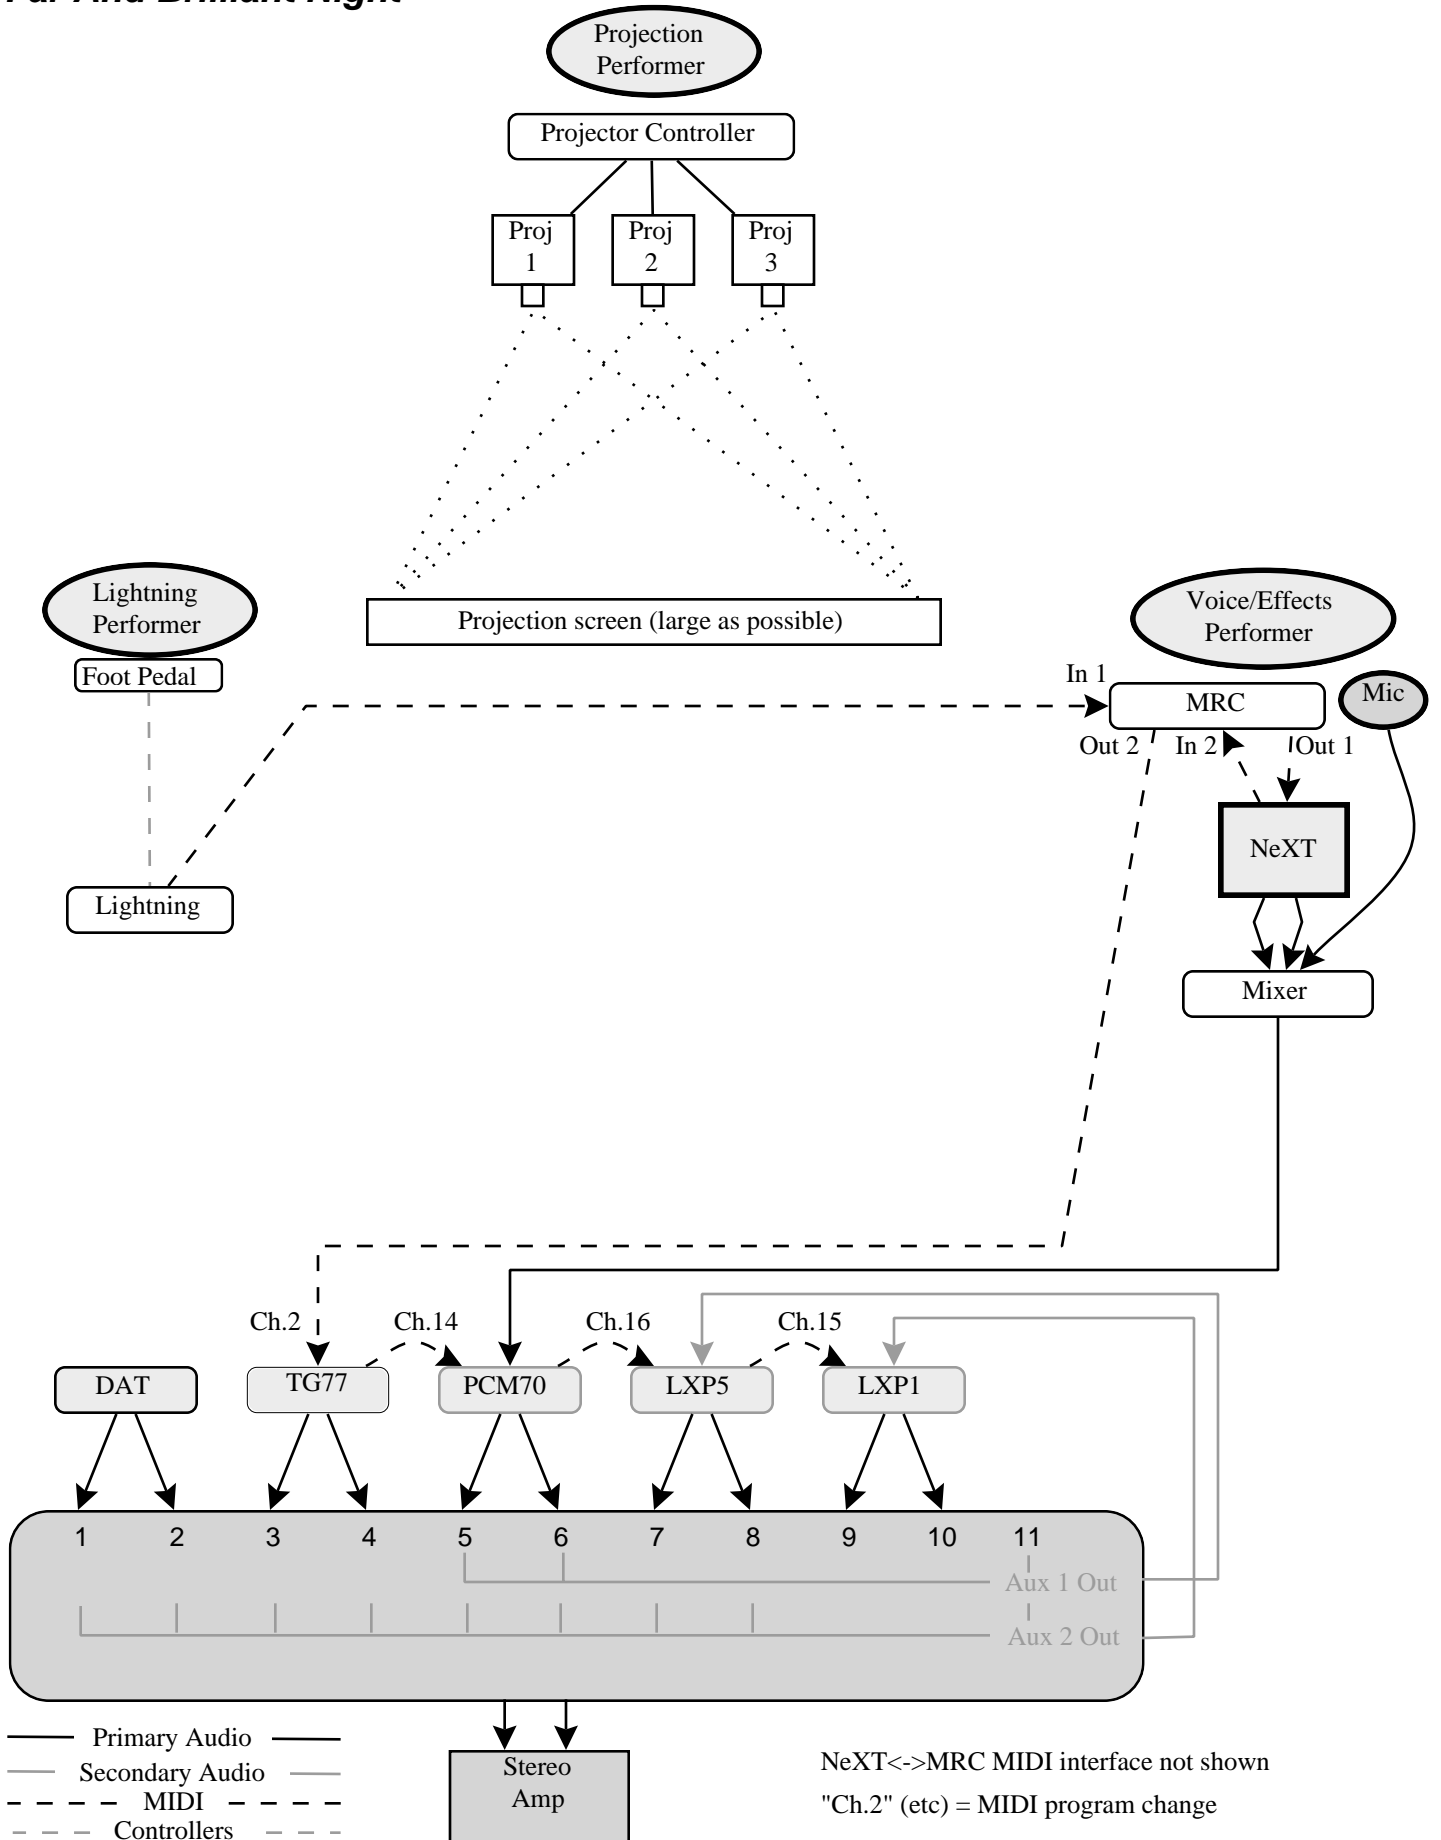 And Brilliant Night
Projection
Performer
Projector Controller
Proj
1
Proj
2
Proj
3
Projection screen (large as possible)
Lightning
Performer
Foot Pedal
Lightning
Voice/Effects
Performer
In 1
MRC
Mic
Out 2
In 2
Out 1
NeXT
Mixer
Ch.2
Ch.14
Ch.16
Ch.15
DAT
TG77
PCM70
LXP5
LXP1
1 2 3 4 5 6 7 8 9 10 11
Aux 1 Out
Aux 2 Out
Primary Audio
Secondary Audio
MIDI
Controllers
Stereo
Amp
NeXT<->MRC MIDI interface not shown
"Ch.2" (etc) = MIDI program change